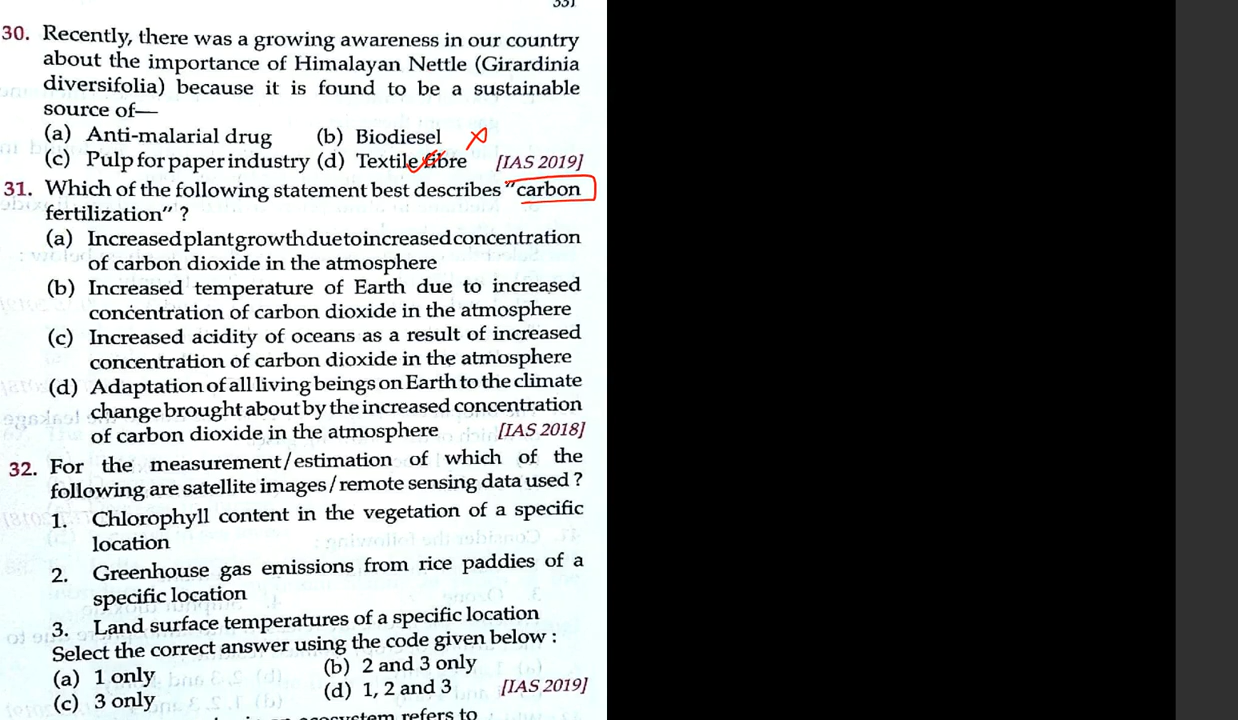 331
30. Recently, there was a growing awareness in our country
about the importance of Himalayan Nettle (Girardinia
diversifolia) because it is found to be a sustainable
source of—
(a) Anti-malarial drug (b) Biodiesel
(c) Pulp for paper industry (d) Textile fibre [IAS 2019]
31. Which of the following statement best describes "carbon
fertilization" ?
(a) Increased plant growth due to increased concentration
of carbon dioxide in the atmosphere
(b) Increased temperature of Earth due to increased
concentration of carbon dioxide in the atmosphere
(c) Increased acidity of oceans as a result of increased
concentration of carbon dioxide in the atmosphere
(d) Adaptation of all living beings on Earth to the climate
change brought about by the increased concentration
of carbon dioxide in the atmosphere [IAS 2018]
32. For the measurement/estimation of which of the
following are satellite images/remote sensing data used ?
1. Chlorophyll content in the vegetation of a specific
location
2. Greenhouse gas emissions from rice paddies of a
specific location
3. Land surface temperatures of a specific location
Select the correct answer using the code given below :
(a) 1 only (b) 2 and 3 only
(c) 3 only (d) 1, 2 and 3 [IAS 2019]
ecosystem refers to